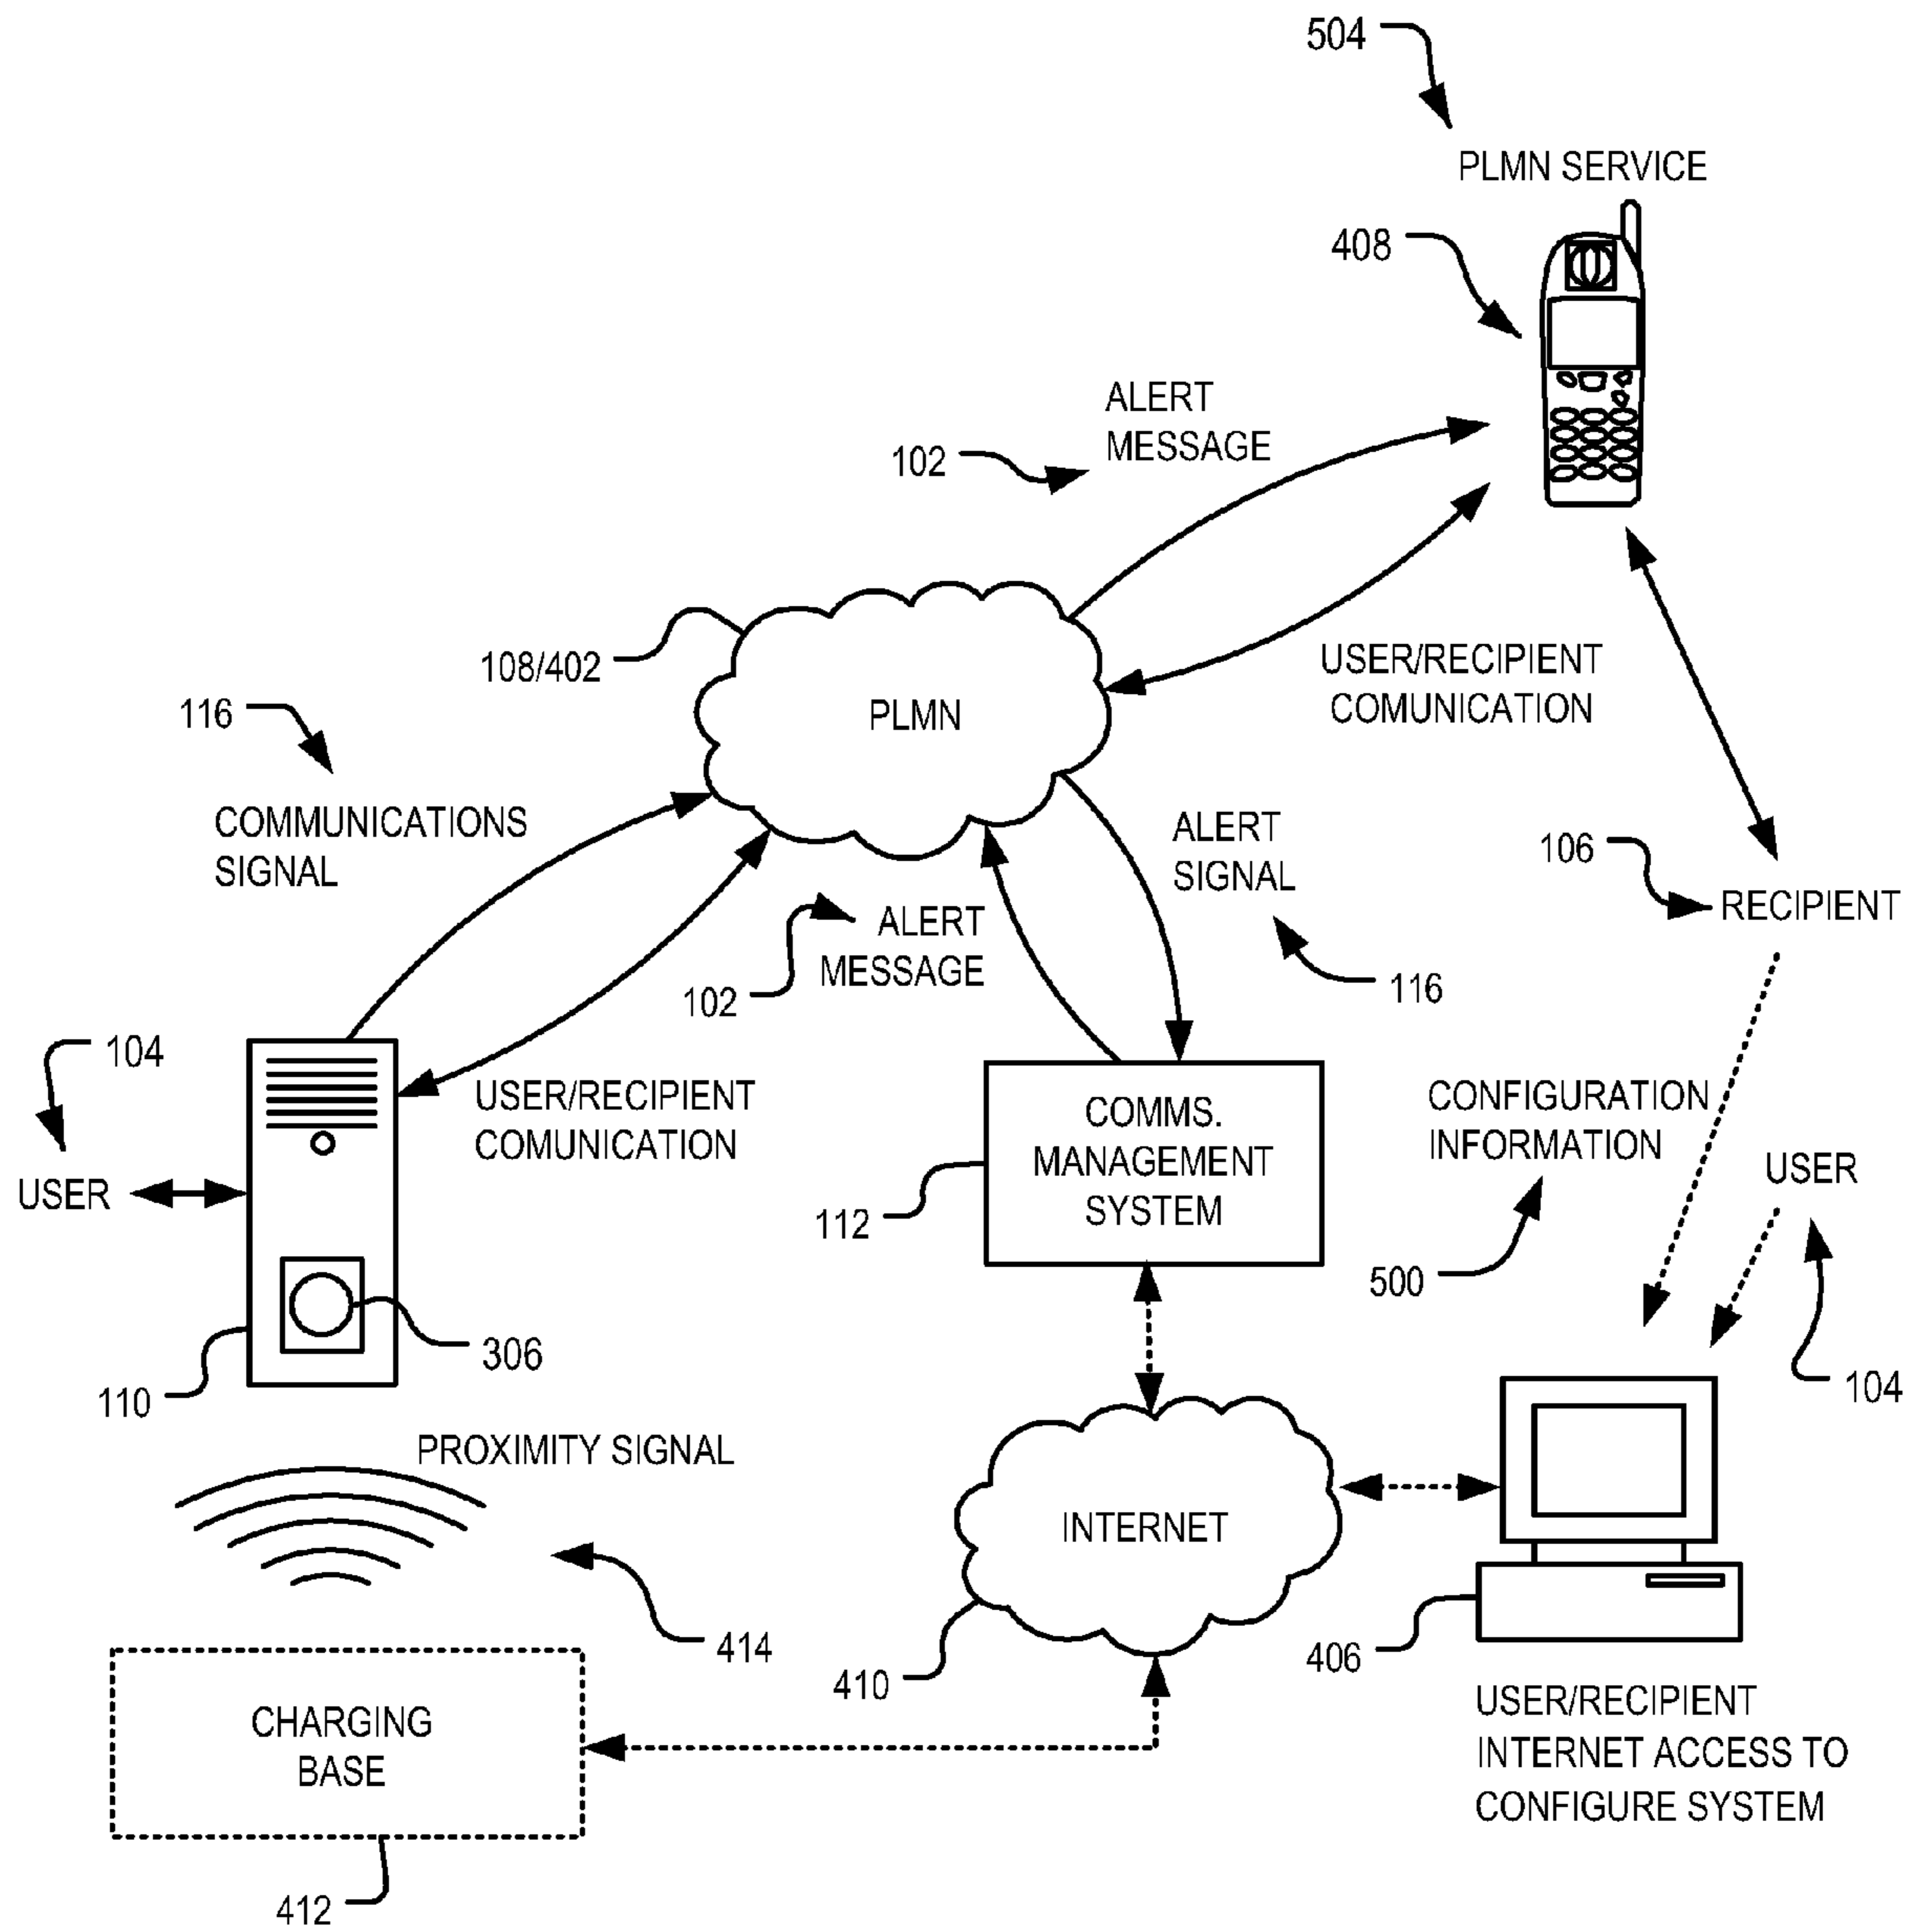 504
PLMN SERVICE
408
ALERT
MESSAGE
102
108/402
USER/RECIPIENT
COMUNICATION
116
PLMN
COMMUNICATIONS
SIGNAL
ALERT
SIGNAL
106
RECIPIENT
102
ALERT
MESSAGE
116
104
USER
USER/RECIPIENT
COMUNICATION
COMMS.
MANAGEMENT
SYSTEM
112
CONFIGURATION
INFORMATION
USER
500
104
306
110
PROXIMITY SIGNAL
414
INTERNET
410
406
USER/RECIPIENT
INTERNET ACCESS TO
CONFIGURE SYSTEM
CHARGING
BASE
412